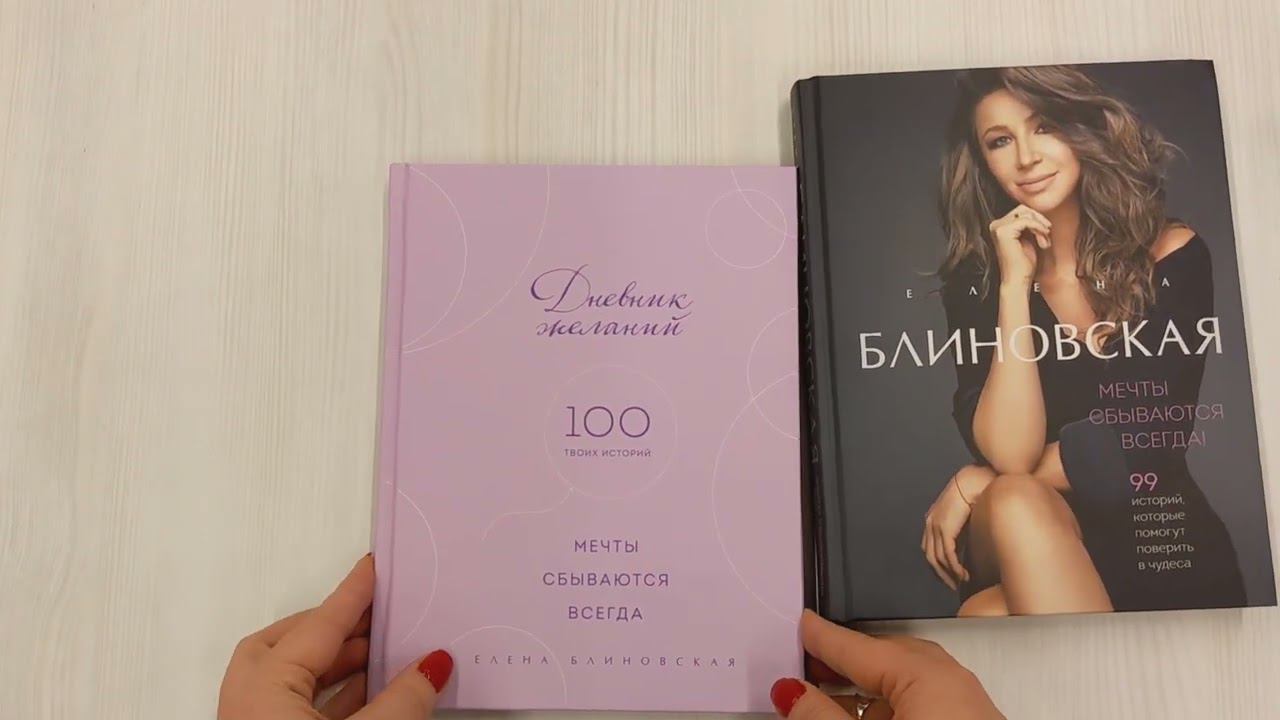 Дневник
желаний
100
ТВОИХ ИСТОРИЙ
МЕЧТЫ
СБЫВАЮТСЯ
ВСЕГДА
ЕЛЕНА БЛИНОВСКАЯ
ЕЛЕНА
БЛИНОВСКАЯ
МЕЧТЫ
СБЫВАЮТСЯ
ВСЕГДА!
99
историй,
которые
помогут
поверить
в чудеса